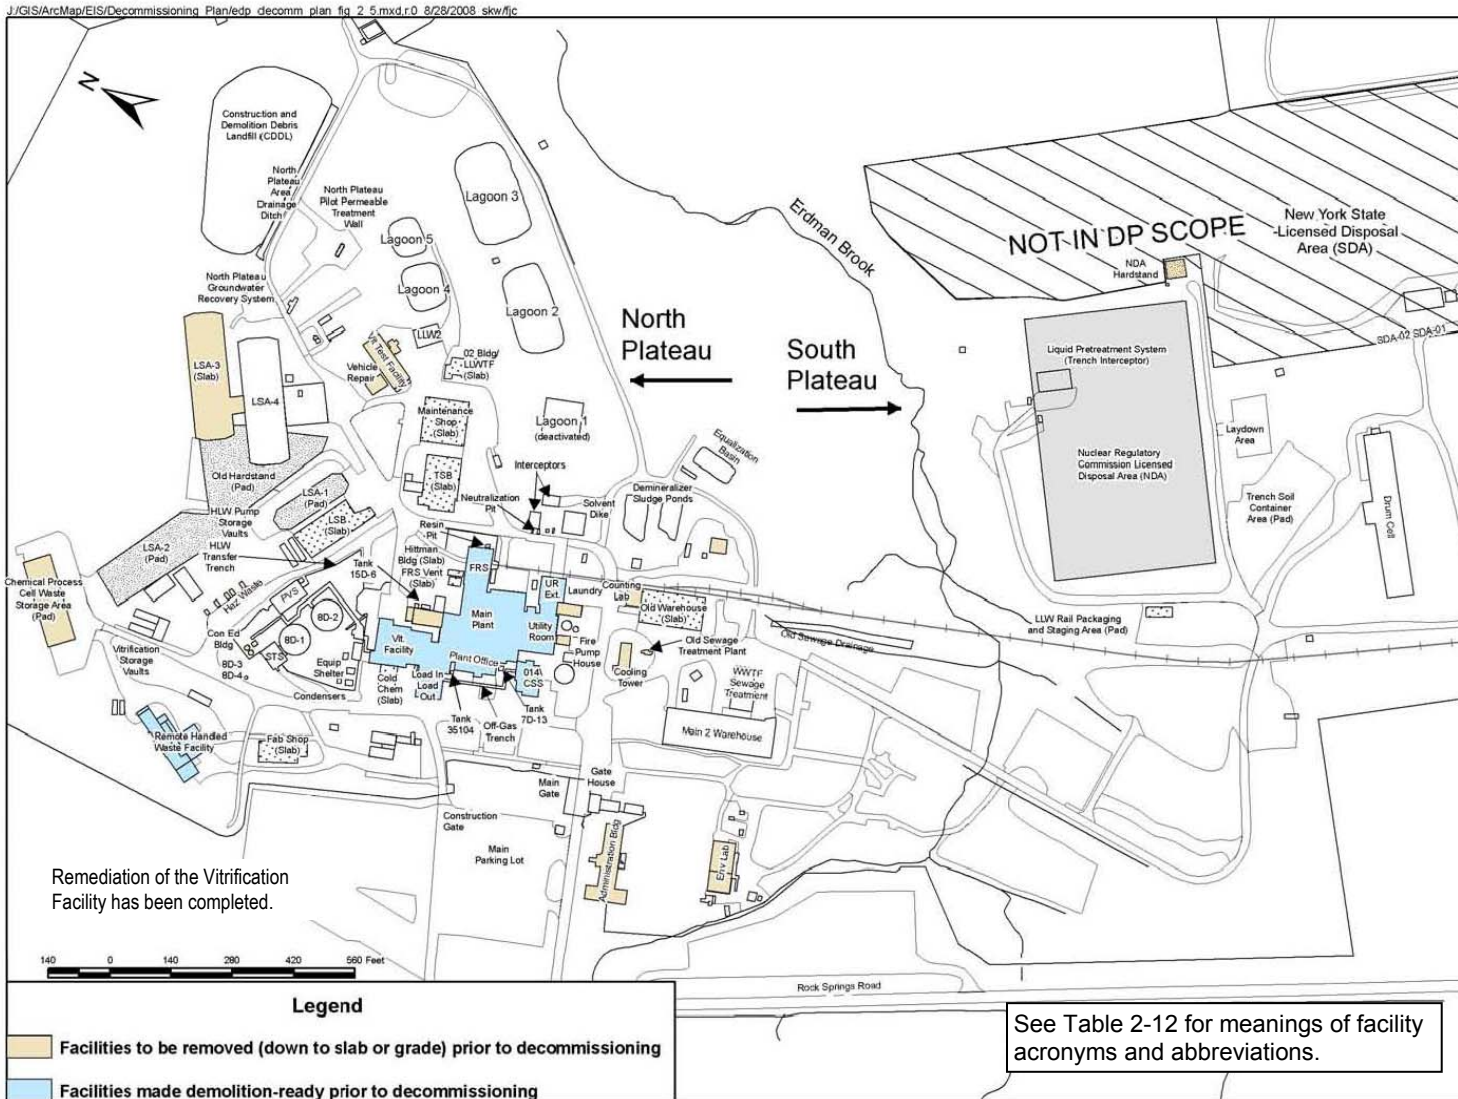 J:/GIS/ArcMap/EIS/Decommissioning Plan/edp_decomm_plan_fig_2_5.mxd,r.0 8/28/2008 skw/fjc
N
Construction and
Demolition Debris
Landfill (CDDL)
North
Plateau
Area
Drainage
Ditch
North Plateau
Pilot Permeable
Treatment
Wall
Lagoon 3
Lagoon 5
Lagoon 4
Lagoon 2
North Plateau
Groundwater
Recovery System
LLW2
02 Bldg/
LLWTF
(Slab)
Vit Test Facility
Vehicle
Repair
LSA-3
(Slab)
LSA-4
Maintenance
Shop
(Slab)
Lagoon 1
(deactivated)
North
Plateau
South
Plateau
Erdman Brook
NOT IN DP SCOPE
New York State
-Licensed Disposal
Area (SDA)
NDA
Hardstand
SDA-02 SDA-01
Liquid Pretreatment System
(Trench Interceptor)
Nuclear Regulatory
Commission Licensed
Disposal Area (NDA)
Laydown
Area
Trench Soil
Container
Area (Pad)
Drum Cell
LLW Rail Packaging
and Staging Area (Pad)
Equalization
Basin
Interceptors
TSB
(Slab)
Neutralization
Pit
Solvent
Dike
Demineralizer
Sludge Ponds
Old Hardstand
(Pad)
LSA-1
(Pad)
HLW Pump
Storage
Vaults
LSB
(Slab)
LSA-2
(Pad)
HLW
Transfer
Trench
Resin
Pit
Hittman
Bldg (Slab)
FRS Vent
(Slab)
Tank
15D-6
FRS
UR
Ext.
Laundry
Counting
Lab
Old Warehouse
(Slab)
Chemical Process
Cell Waste
Storage Area
(Pad)
Haz Waste
PVS
8D-2
8D-1
Con Ed
Bldg
STS
8D-3
8D-4
Main
Plant
Utility
Room
Vit.
Facility
Plant Office
Fire
Pump
House
Old Sewage
Treatment Plant
Old Sewage Drainage
Cooling
Tower
WWTF
Sewage
Treatment
Vitrification
Storage
Vaults
Equip
Shelter
Condensers
Cold
Chem
(Slab)
Load In
Load
Out
014\
CSS
Tank
7D-13
Tank
35104
Off-Gas
Trench
Main 2 Warehouse
Remote Handled
Waste Facility
Fab Shop
(Slab)
Main
Gate
Gate
House
Construction
Gate
Main
Parking Lot
Administration Bldg
Env Lab
Remediation of the Vitrification
Facility has been completed.
140 0 140 280 420 560 Feet
Rock Springs Road
Legend
Facilities to be removed (down to slab or grade) prior to decommissioning
Facilities made demolition-ready prior to decommissioning
See Table 2-12 for meanings of facility
acronyms and abbreviations.